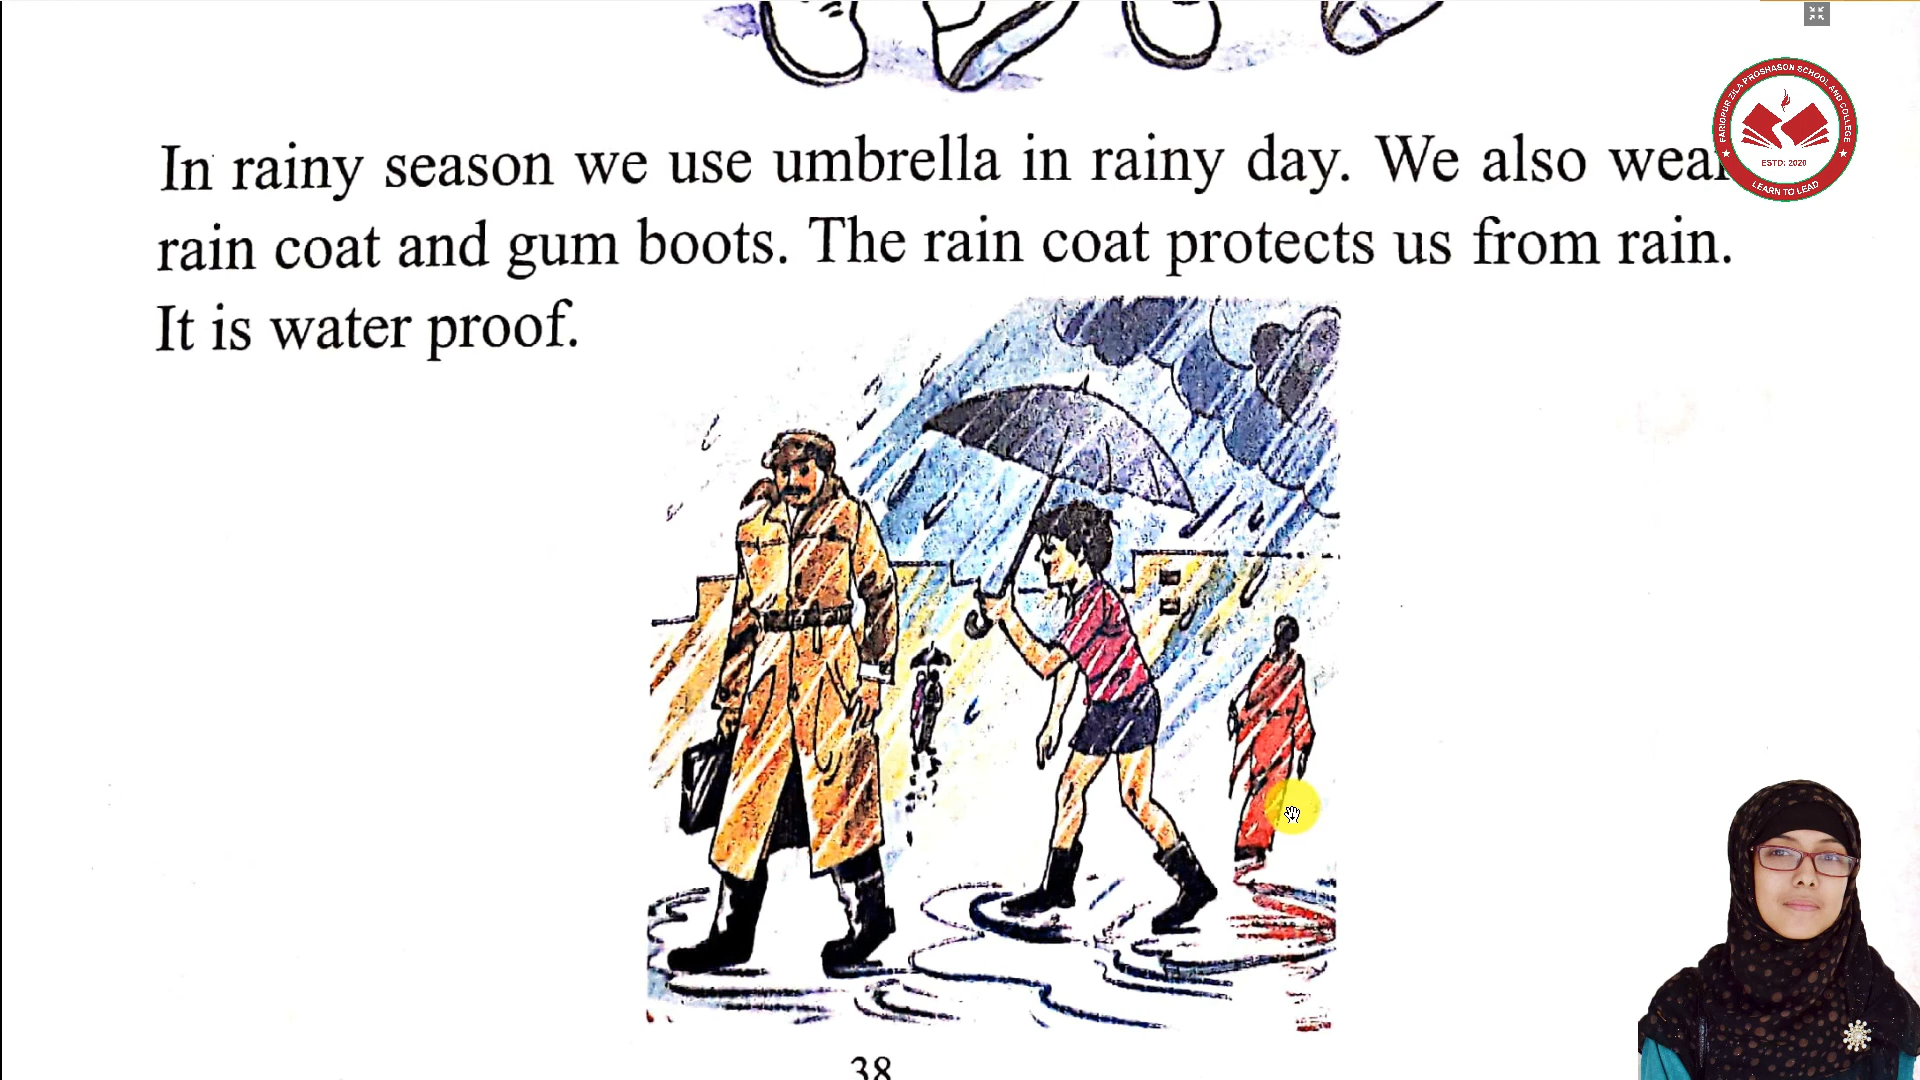 In rainy season we use umbrella in rainy day. We also wear
rain coat and gum boots. The rain coat protects us from rain.
It is water proof.
38
FARIDPUR ZILA PROSHASON SCHOOL AND COLLEGE
ESTD: 2020
LEARN TO LEAD